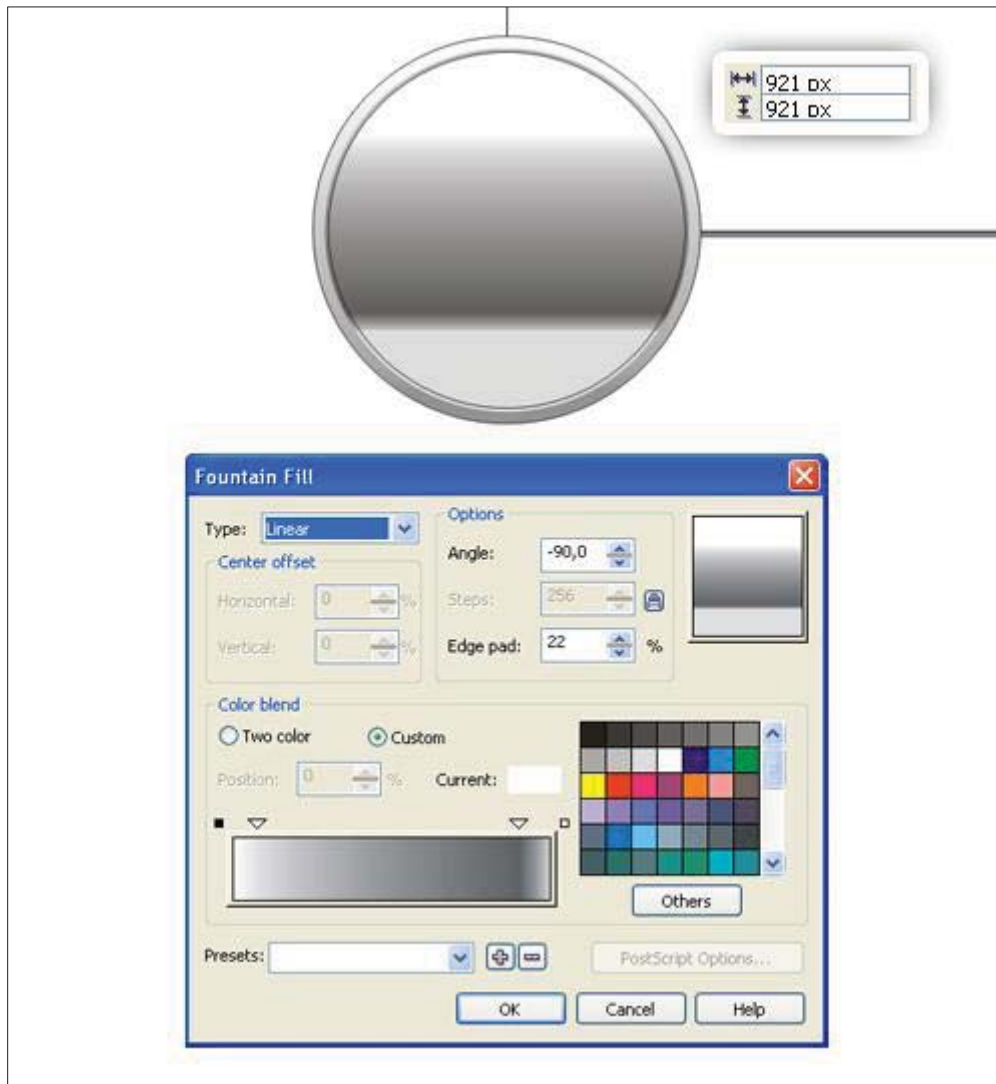 921 px
921 px
Fountain Fill
Type: Linear
Options
Angle: -90,0
Steps: 256
Edge pad: 22 %
Center offset
Horizontal: 0 %
Vertical: 0 %
Color blend
Two color Custom
Position: 0 % Current:
Others
Presets:
PostScript Options...
OK Cancel Help